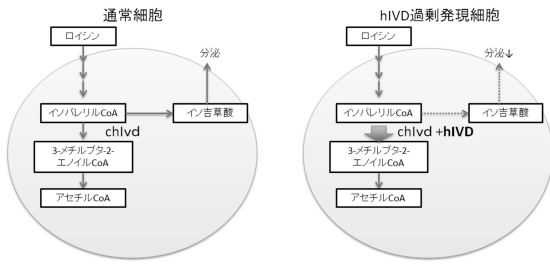 通常細胞
ロイシン
分泌
イソバレリルCoA
イソ吉草酸
chIvd
3-メチルブタ-2-
エノイルCoA
アセチルCoA
hIVD過剰発現細胞
ロイシン
分泌↓
イソバレリルCoA
イソ吉草酸
chIvd +hIVD
3-メチルブタ-2-
エノイルCoA
アセチルCoA